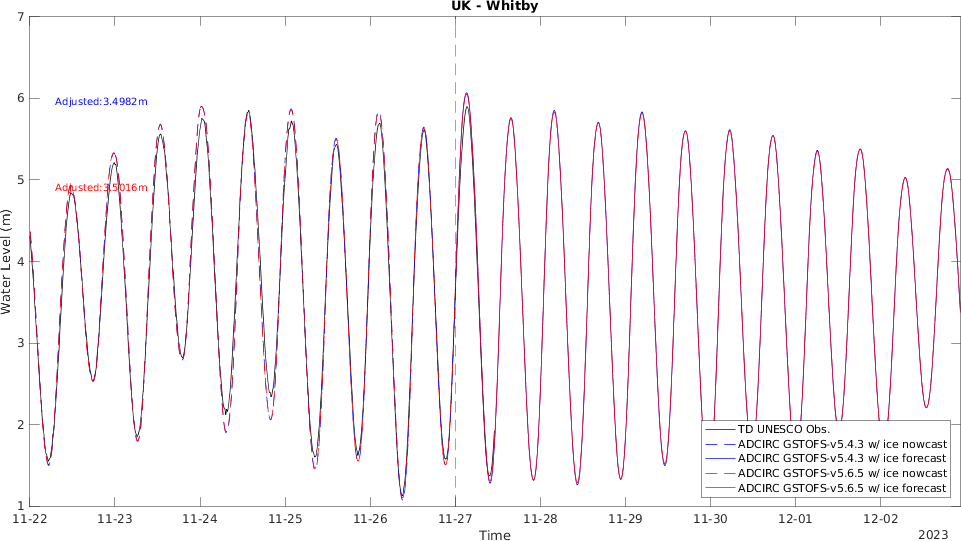 UK - Whitby
7
6
5
4
3
2
1
Water Level (m)
Adjusted:3.4982m
Adjusted:3.5016m
TD UNESCO Obs.
ADCIRC GSTOFS-v5.4.3 w/ ice nowcast
ADCIRC GSTOFS-v5.4.3 w/ ice forecast
ADCIRC GSTOFS-v5.6.5 w/ ice nowcast
ADCIRC GSTOFS-v5.6.5 w/ ice forecast
11-22 11-23 11-24 11-25 11-26 11-27 11-28 11-29 11-30 12-01 12-02
Time
2023